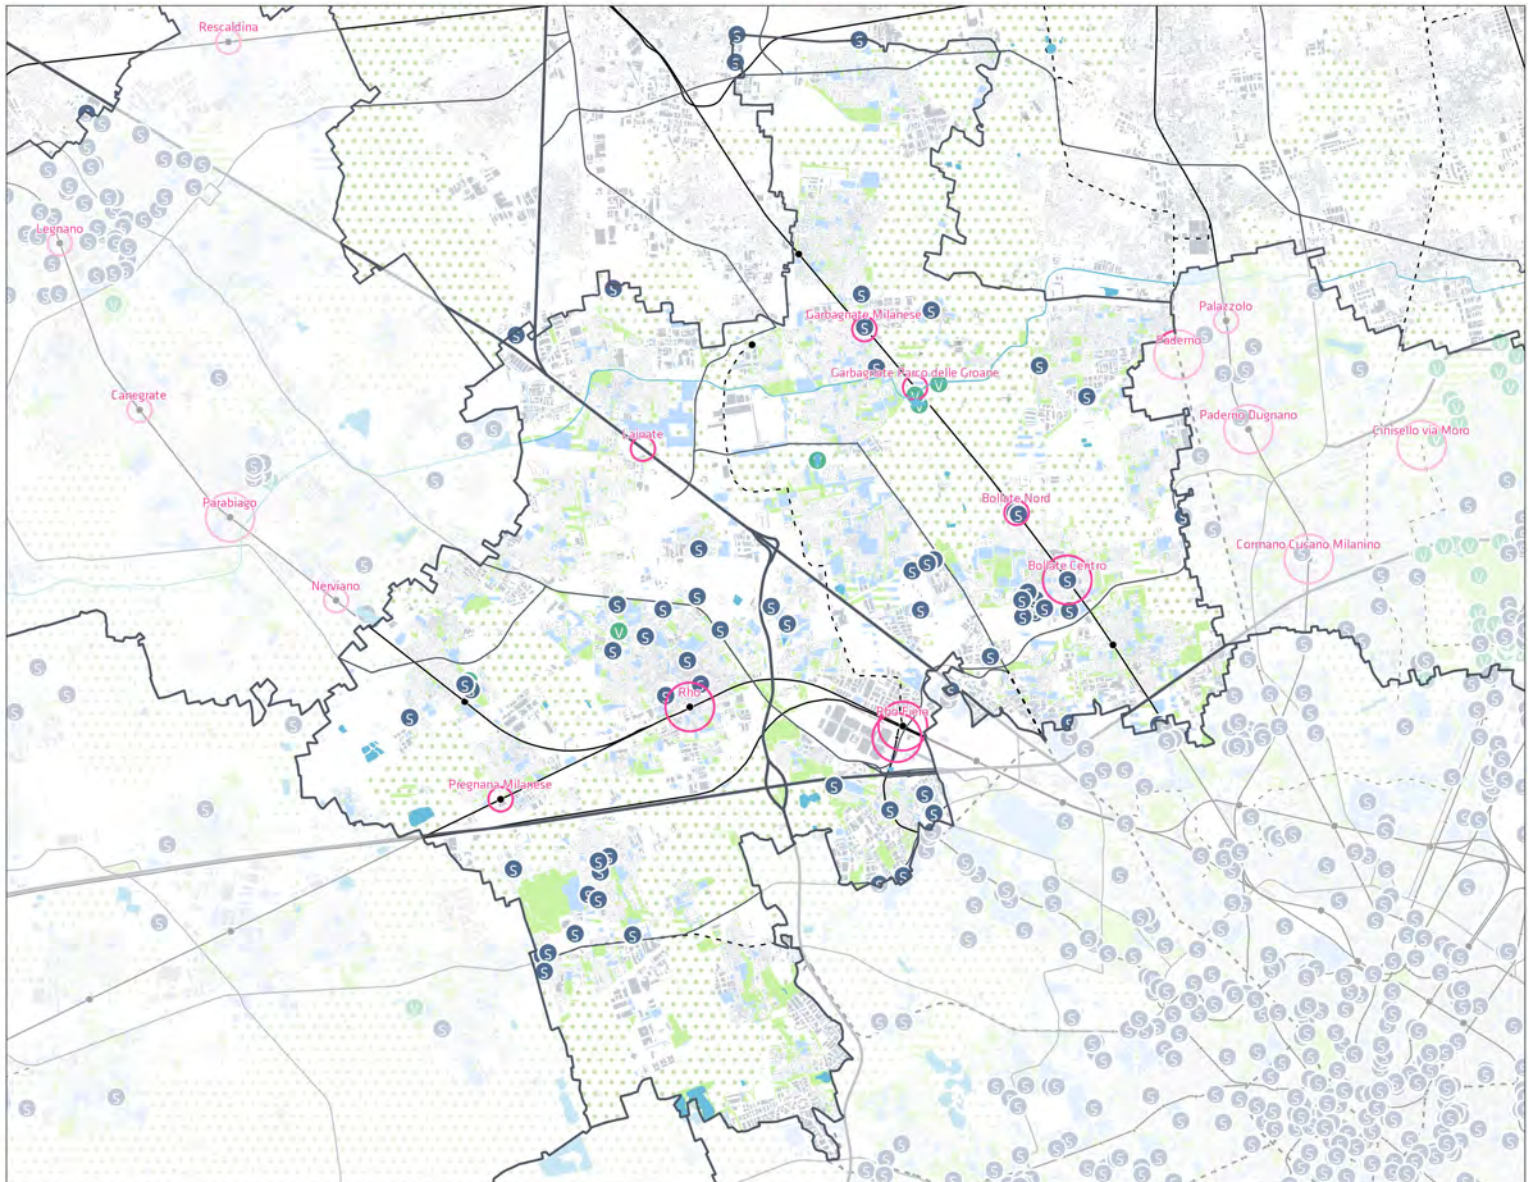 Rescaldina
Legnano
Palazzolo
Garbagnate Milanese
Paderno
Garbagnate Parco delle Groane
Canegrate
Paderno Dugnano
Cinisello via Moro
Lainate
Bollate Nord
Parabiago
Cormano Cusano Milanino
Bollate Centro
Nerviano
Rho
Rho Fiera
Pregnana Milanese